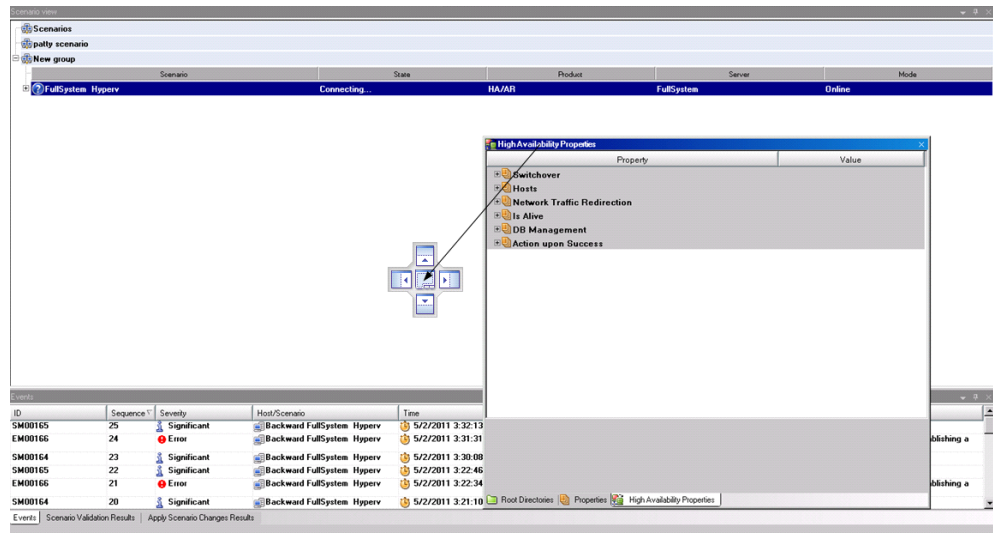 Scenario view
Scenarios
patty scenario
New group
Scenario State Product Server Mode
FullSystem Hyperv Connecting... HA/AR FullSystem Online
High Availability Properties
Property Value
Switchover
Hosts
Network Traffic Redirection
Is Alive
DB Management
Action upon Success
Events
ID Sequence Severity Host/Scenario Time
SM00165 25 Significant Backward FullSystem Hyperv 5/2/2011 3:32:13
EM00166 24 Error Backward FullSystem Hyperv 5/2/2011 3:31:31 blishing a
SM00164 23 Significant Backward FullSystem Hyperv 5/2/2011 3:30:08
SM00165 22 Significant Backward FullSystem Hyperv 5/2/2011 3:22:46
EM00166 21 Error Backward FullSystem Hyperv 5/2/2011 3:22:34 blishing a
SM00164 20 Significant Backward FullSystem Hyperv 5/2/2011 3:21:10
Root Directories Properties High Availability Properties
Events Scenario Validation Results Apply Scenario Changes Results